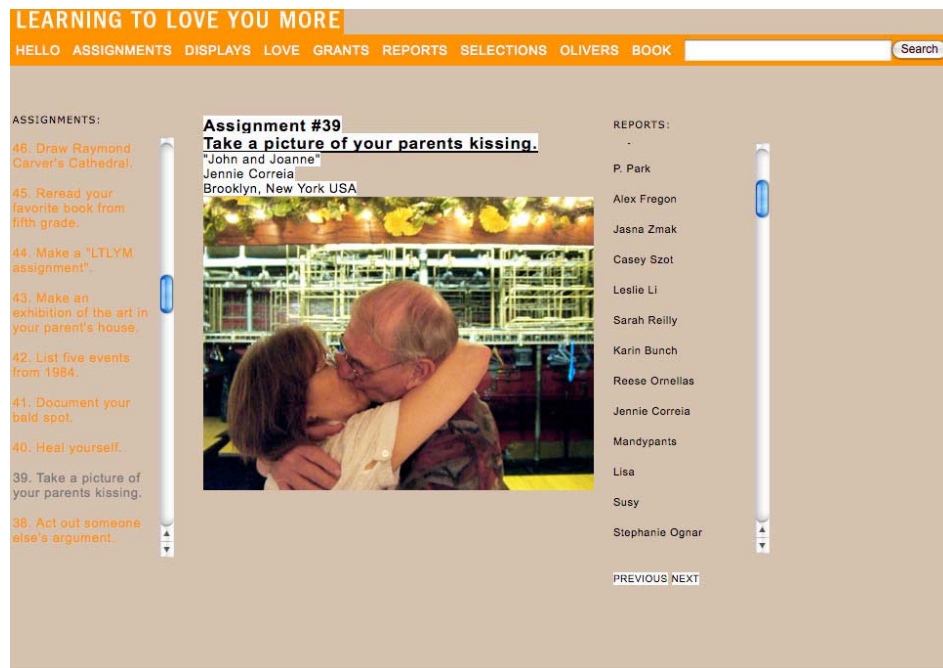 LEARNING TO LOVE YOU MORE
HELLO ASSIGNMENTS DISPLAYS LOVE GRANTS REPORTS SELECTIONS OLIVERS BOOK
Search
ASSIGNMENTS:
46. Draw Raymond
Carver's Cathedral.
45. Reread your
favorite book from
fifth grade.
44. Make a "LTLYM
assignment".
43. Make an
exhibition of the art in
your parent's house.
42. List five events
from 1984.
41. Document your
bald spot.
40. Heal yourself.
39. Take a picture of
your parents kissing.
38. Act out someone
else's argument.
Assignment #39
Take a picture of your parents kissing.
"John and Joanne"
Jennie Correia
Brooklyn, New York USA
REPORTS:
P. Park
Alex Fregon
Jasna Zmak
Casey Szot
Leslie Li
Sarah Reilly
Karin Bunch
Reese Ornellas
Jennie Correia
Mandypants
Lisa
Susy
Stephanie Ognar
PREVIOUS NEXT